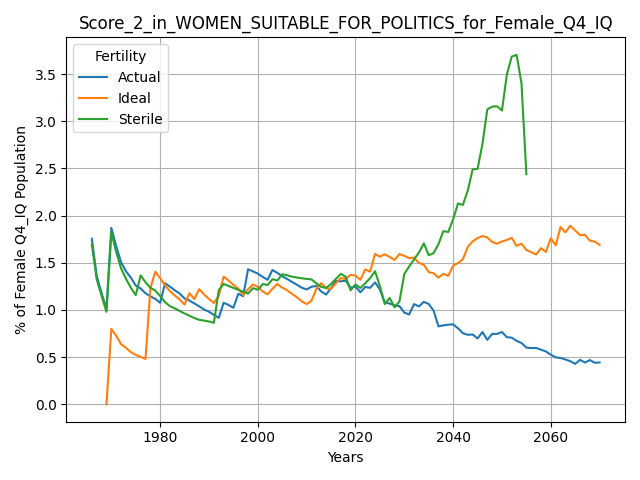 Score_2_in_WOMEN_SUITABLE_FOR_POLITICS_for_Female_Q4_IQ
Fertility
Actual
Ideal
Sterile
% of Female Q4_IQ Population
3.5
3.0
2.5
2.0
1.5
1.0
0.5
0.0
1980 2000 2020 2040 2060
Years